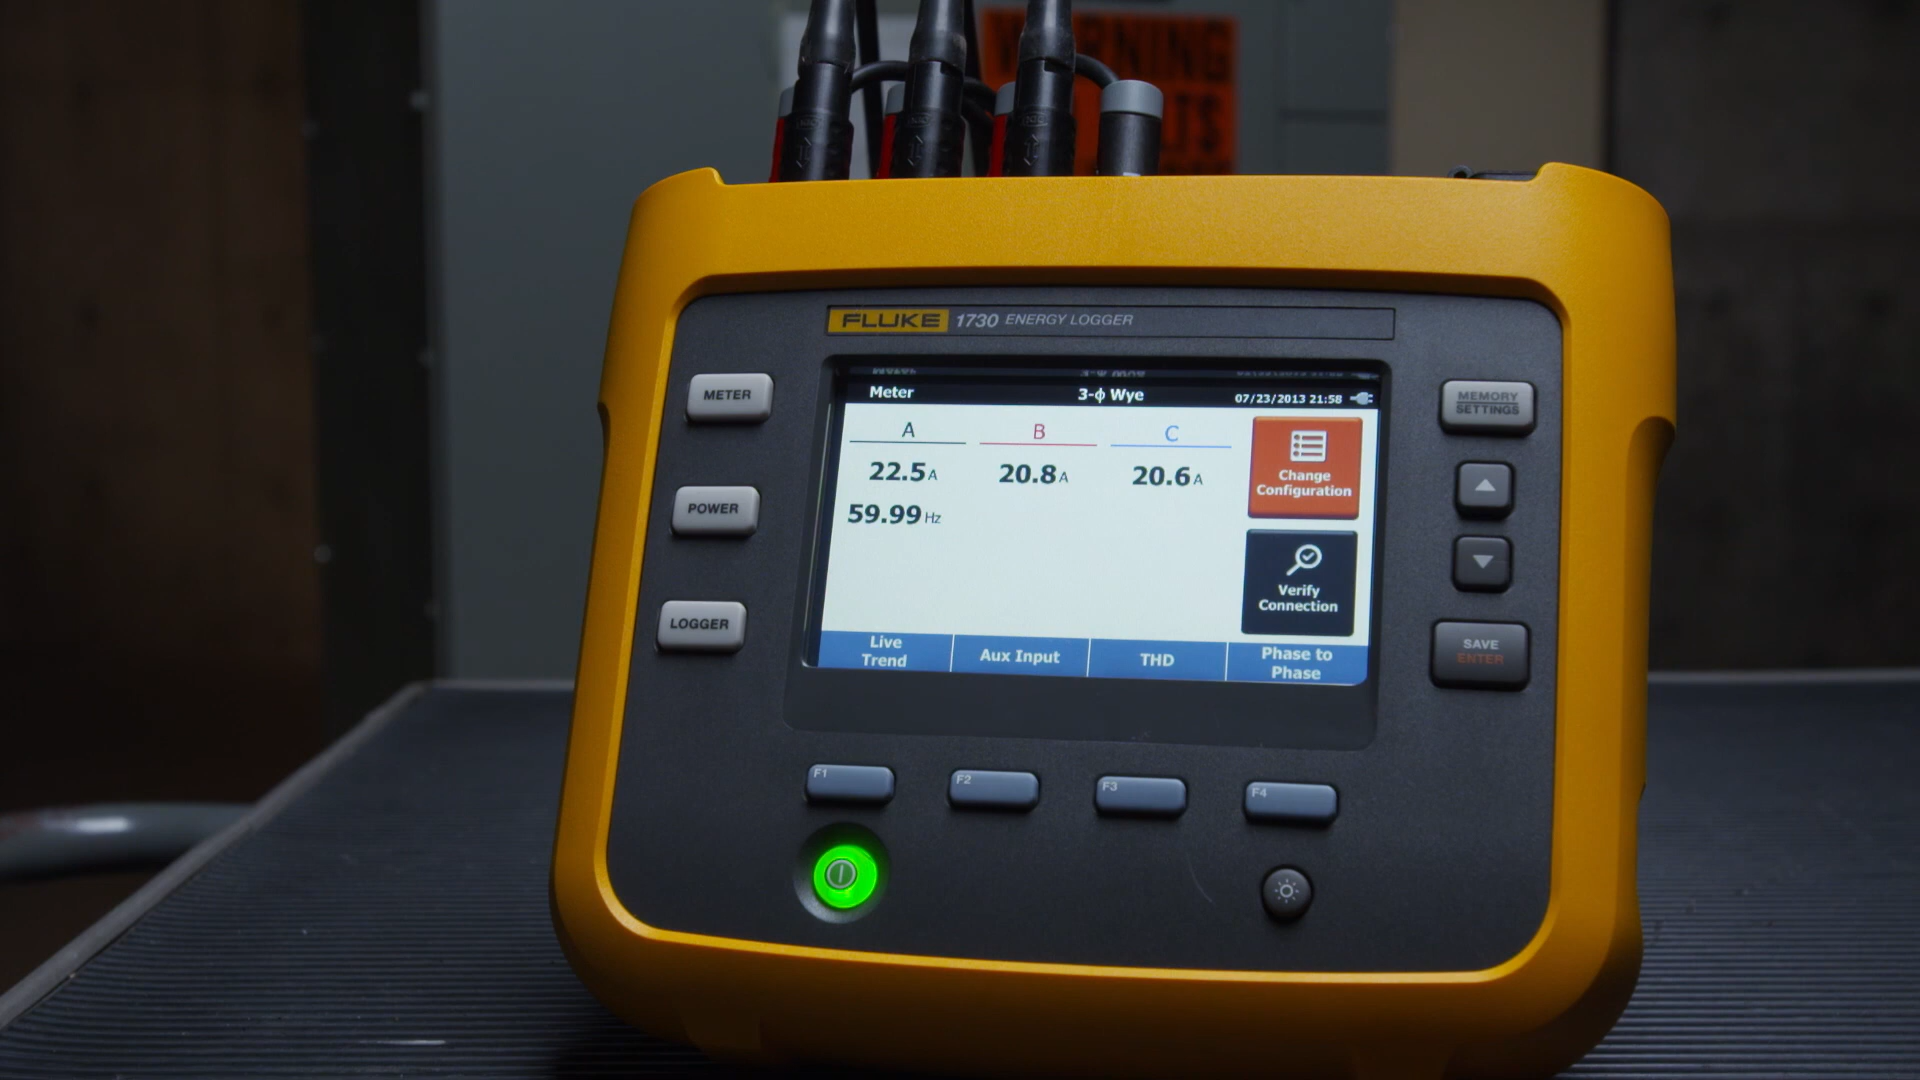 WARNING
FLUKE 1730 ENERGY LOGGER
Meter 3-ϕ Wye 07/23/2013 21:58
A B C
22.5 A 20.8 A 20.6 A
59.99 Hz
Change
Configuration
Verify
Connection
Live
Trend
Aux Input
THD
Phase to
Phase
METER
POWER
LOGGER
MEMORY
SETTINGS
SAVE
ENTER
F1 F2 F3 F4